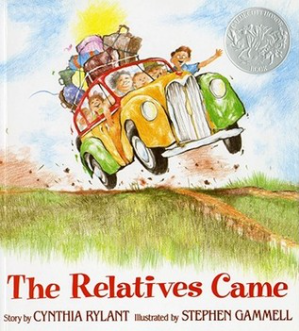 The Relatives Came
Story by CYNTHIA RYLANT Illustrated by STEPHEN GAMMELL